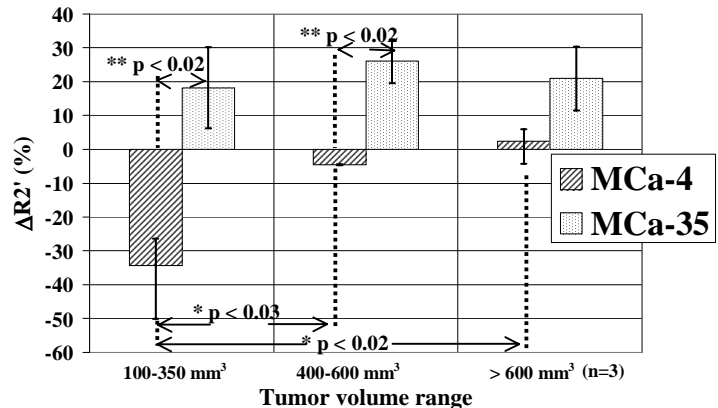 40
30
20
10
0
-10
-20
-30
-40
-50
-60
ΔR2' (%)
** p < 0.02
** p < 0.02
MCa-4
MCa-35
* p < 0.03
* p < 0.02
100-350 mm³
400-600 mm³
> 600 mm³ (n=3)
Tumor volume range